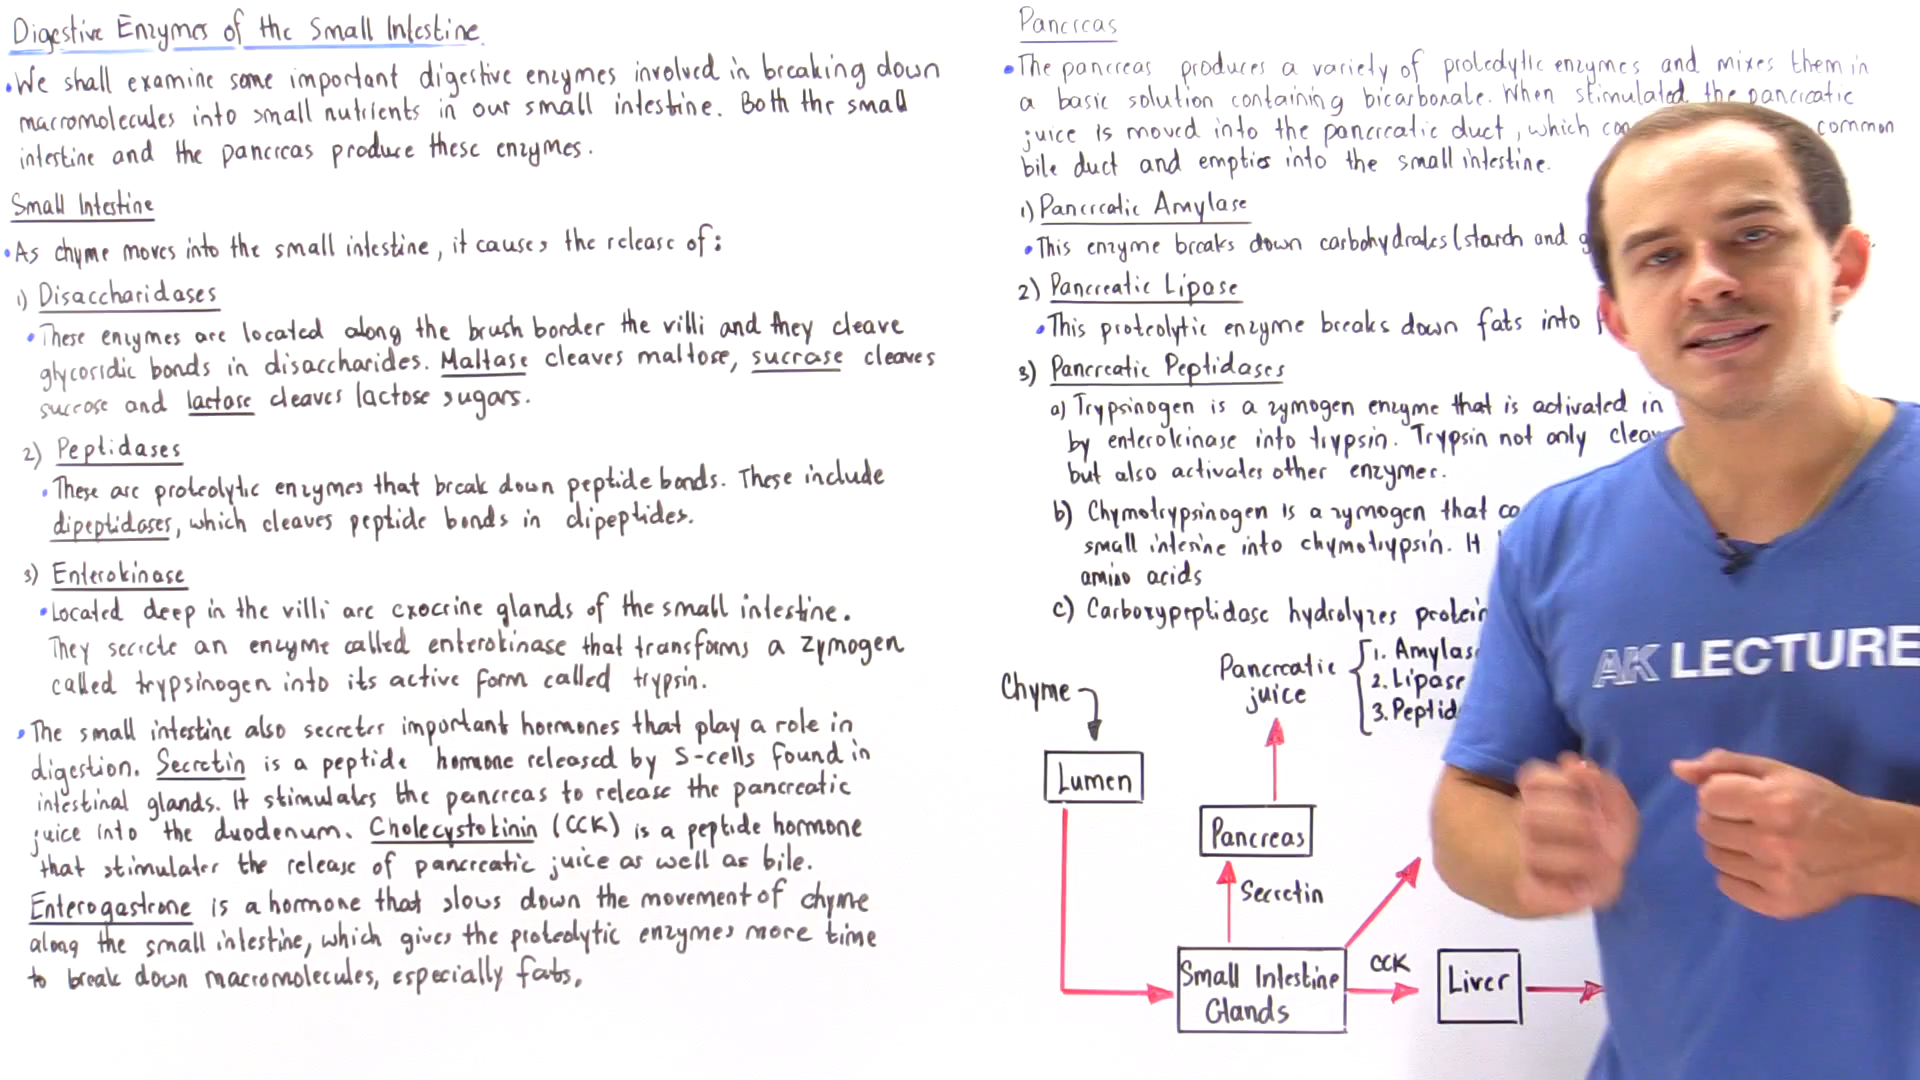 Digestive Enzymes of the Small Intestine.
•We shall examine some important digestive enzymes involved in breaking down
macromolecules into small nutrients in our small intestine. Both the small
intestine and the pancreas produce these enzymes.
Small Intestine
•As chyme moves into the small intestine, it causes the release of:
1) Disaccharidases
•These enzymes are located along the brush border the villi and they cleave
glycosidic bonds in disaccharides. Maltase cleaves maltose, sucrase cleaves
sucrose and lactase cleaves lactose sugars.
2) Peptidases
•These are proteolytic enzymes that break down peptide bonds. These include
dipeptidases, which cleaves peptide bonds in dipeptides.
3) Enterokinase
•Located deep in the villi are exocrine glands of the small intestine.
They secrete an enzyme called enterokinase that transforms a zymogen
called trypsinogen into its active form called trypsin.
•The small intestine also secretes important hormones that play a role in
digestion. Secretin is a peptide homone released by S-cells found in
intestinal glands. It stimulates the pancreas to release the pancreatic
juice into the duodenum. Cholecystokinin (CCK) is a peptide hormone
that stimulates the release of pancreatic juice as well as bile.
Enterogastrone is a hormone that slows down the movement of chyme
along the small intestine, which gives the proteolytic enzymes more time
to break down macromolecules, especially fats.
Pancreas
•The pancreas produces a variety of proteolytic enzymes and mixes them in
a basic solution containing bicarbonate. When stimulated the pancreatic
juice is moved into the pancreatic duct, which common
bile duct and empties into the small intestine.
1) Pancreatic Amylase
•This enzyme breaks down carbohydrates (starch and
2) Pancreatic Lipase
•This proteolytic enzyme breaks down fats into
3) Pancreatic Peptidases
a) Trypsinogen is a zymogen enzyme that is activated in
by enterokinase into trypsin. Trypsin not only
but also activates other enzymes.
b) Chymotrypsinogen is a zymogen that
small intesine into chymotrypsin. It
amino acids
c) Carboxypeptidase hydrolyzes
Chyme
Pancreatic
juice
1. Amylase
2. Lipase
3. Peptid
Lumen
Pancreas
Secretin
Small Intestine
Glands
CCK
Liver
AK LECTURE